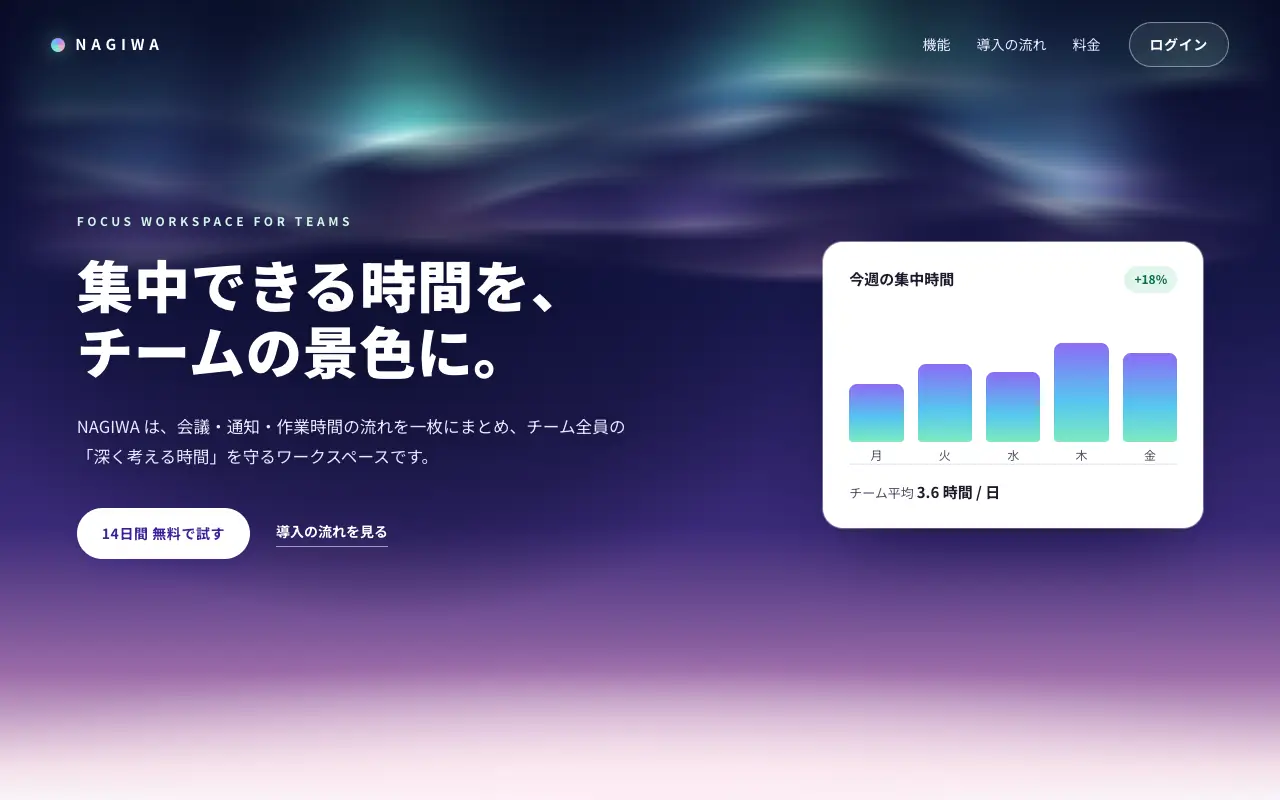 NAGIWA
機能
導入の流れ
料金
ログイン
FOCUS WORKSPACE FOR TEAMS
集中できる時間を、
チームの景色に。
NAGIWA は、会議・通知・作業時間の流れを一枚にまとめ、チーム全員の
「深く考える時間」を守るワークスペースです。
14日間 無料で試す
導入の流れを見る
今週の集中時間
+18%
月
火
水
木
金
チーム平均 3.6 時間 / 日